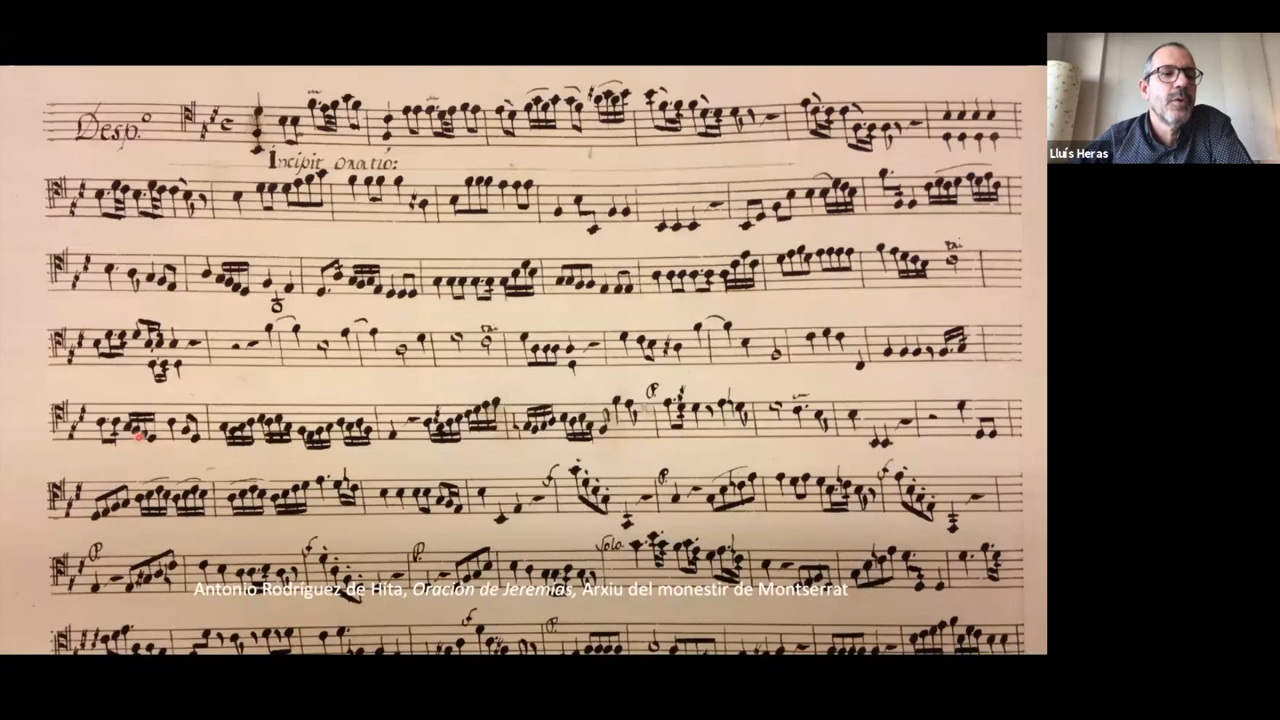 Desp.º
Incipit oratio:
Lluís Heras
P.
f
P.
f
P.
f
P.
Solo.
Antonio Rodríguez de Hita, Oración de Jeremías, Arxiu del monestir de Montserrat
f
P.